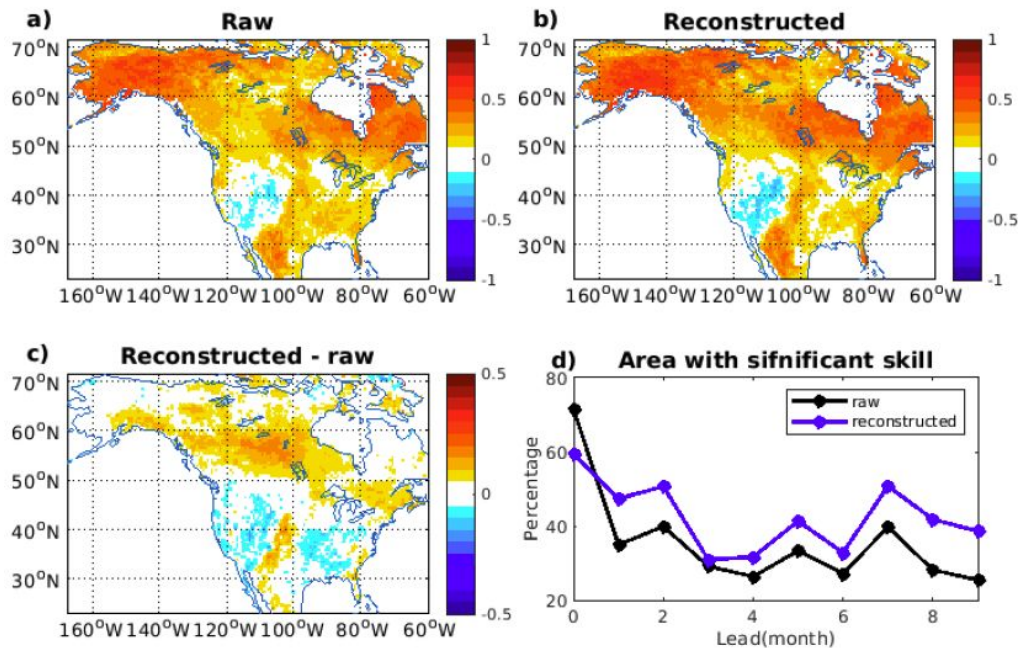 a) Raw
b) Reconstructed
70°N
60°N
50°N
40°N
30°N
160°W 140°W 120°W 100°W 80°W 60°W
1
0.5
0
-0.5
-1
70°N
60°N
50°N
40°N
30°N
160°W 140°W 120°W 100°W 80°W 60°W
1
0.5
0
-0.5
-1
c) Reconstructed - raw
70°N
60°N
50°N
40°N
30°N
160°W 140°W 120°W 100°W 80°W 60°W
0.5
0
-0.5
d) Area with sifnificant skill
80
60
40
20
Percentage
raw
reconstructed
0 2 4 6 8
Lead(month)